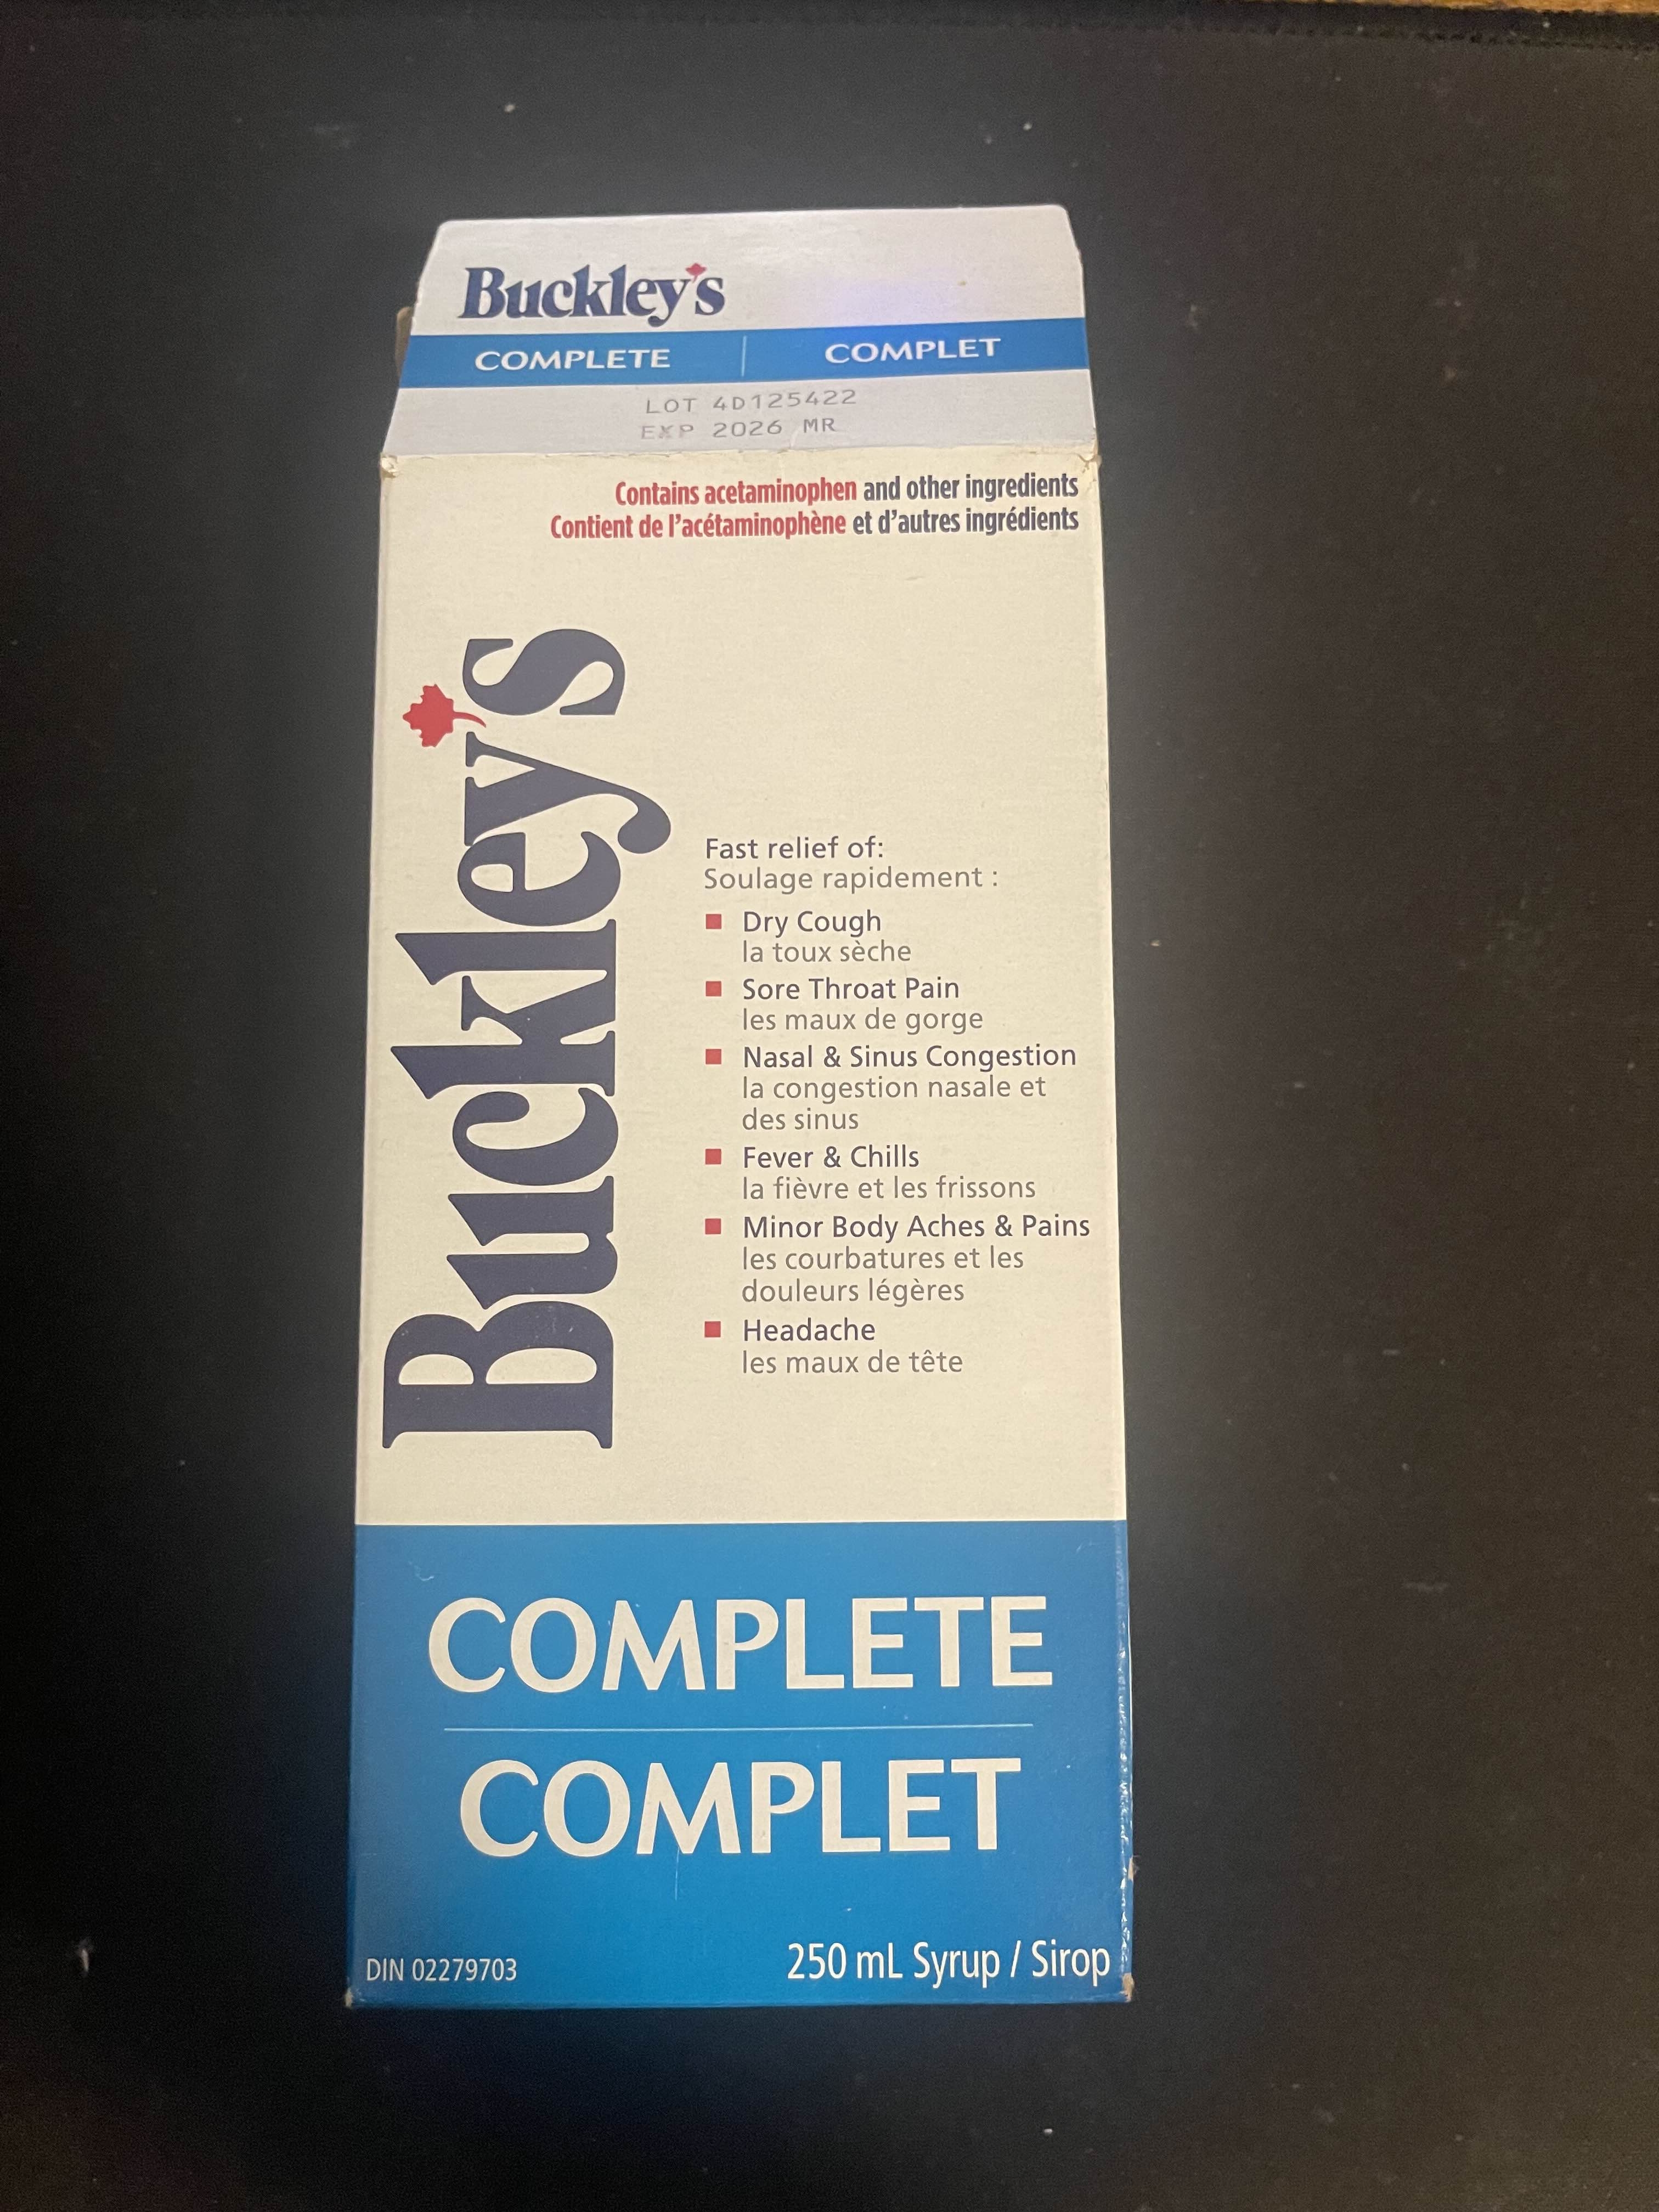 Buckley's
COMPLETE | COMPLET
LOT 4D125422
EXP 2026 MR
Contains acetaminophen and other ingredients
Contient de l'acétaminophène et d'autres ingrédients
Buckley's
Fast relief of:
Soulage rapidement :
■ Dry Cough
la toux sèche
■ Sore Throat Pain
les maux de gorge
■ Nasal & Sinus Congestion
la congestion nasale et
des sinus
■ Fever & Chills
la fièvre et les frissons
■ Minor Body Aches & Pains
les courbatures et les
douleurs légères
■ Headache
les maux de tête
COMPLETE
COMPLET
DIN 02279703
250 mL Syrup / Sirop